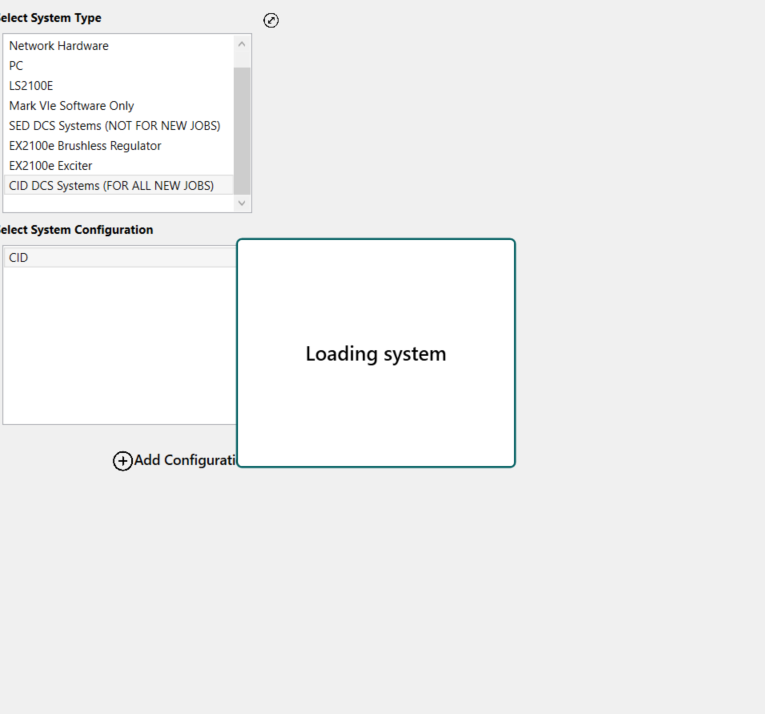 elect System Type
Network Hardware
PC
LS2100E
Mark VIe Software Only
SED DCS Systems (NOT FOR NEW JOBS)
EX2100e Brushless Regulator
EX2100e Exciter
CID DCS Systems (FOR ALL NEW JOBS)
elect System Configuration
CID
Loading system
Add Configurati